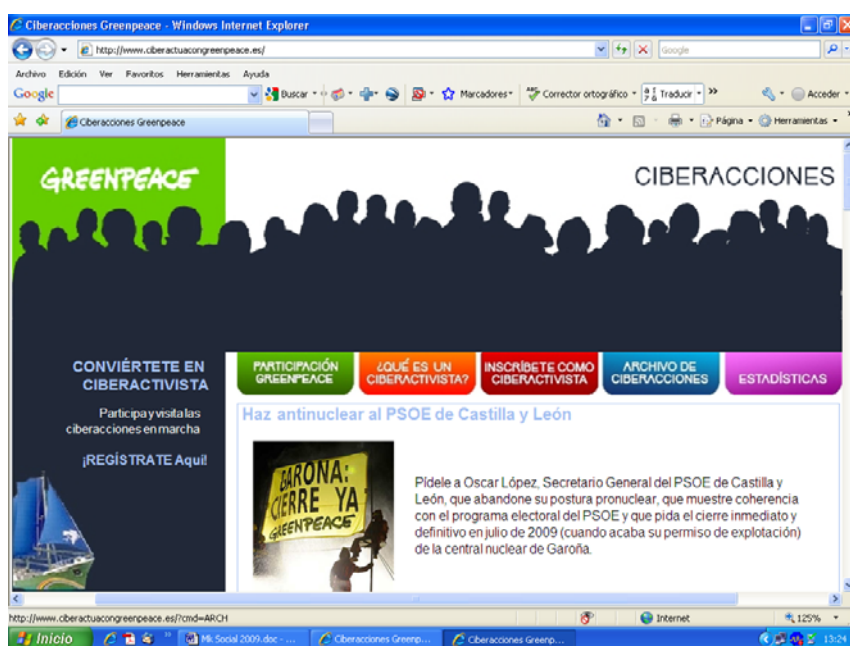 Ciberacciones Greenpeace - Windows Internet Explorer
http://www.ciberactuacongreenpeace.es/
Google
Archivo Edición Ver Favoritos Herramientas Ayuda
Google Buscar Marcadores Corrector ortográfico Traducir Acceder
Ciberacciones Greenpeace Página Herramientas
GREENPEACE
CIBERACCIONES
CONVIÉRTETE EN
CIBERACTIVISTA
Participa y visita las
ciberacciones en marcha
¡REGÍSTRATE Aquí!
PARTICIPACIÓN
GREENPEACE
¿QUÉ ES UN
CIBERACTIVISTA?
INSCRÍBETE COMO
CIBERACTIVISTA
ARCHIVO DE
CIBERACCIONES
ESTADÍSTICAS
Haz antinuclear al PSOE de Castilla y León
GAROÑA:
CIERRE YA
GREENPEACE
Pídele a Oscar López, Secretario General del PSOE de Castilla y
León, que abandone su postura pronuclear, que muestre coherencia
con el programa electoral del PSOE y que pida el cierre inmediato y
definitivo en julio de 2009 (cuando acaba su permiso de explotación)
de la central nuclear de Garoña.
http://www.ciberactuacongreenpeace.es/?cmd=ARCH Internet 125%
Inicio Mk Social 2009.doc - ... Ciberacciones Greenp... Ciberacciones Greenp... 13:24